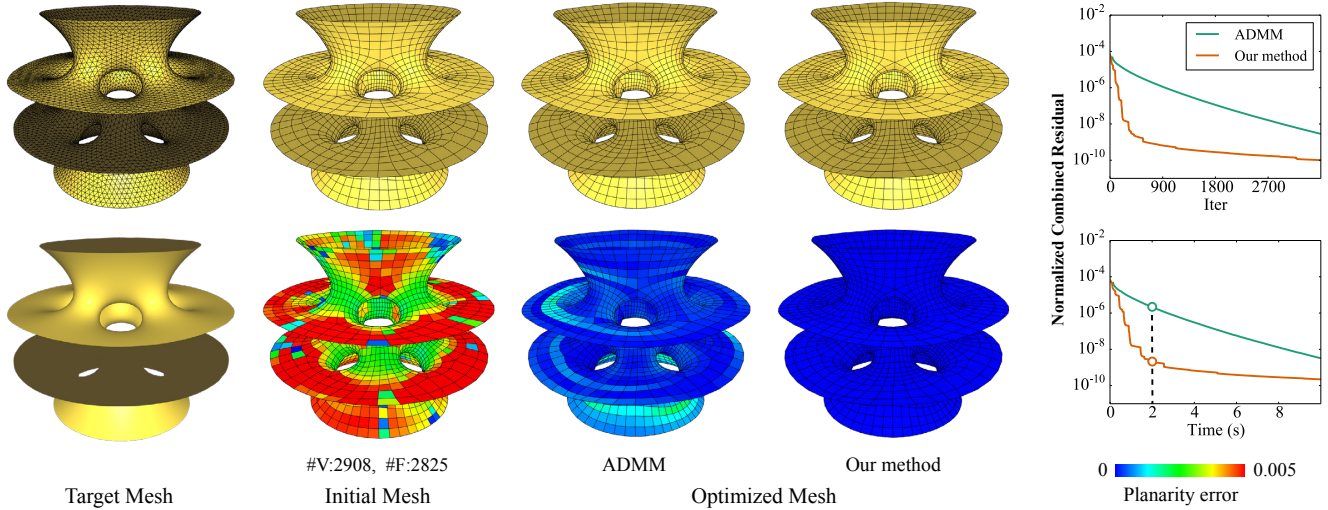 #V:2908, #F:2825
ADMM
Our method
Target Mesh
Initial Mesh
Optimized Mesh
Normalized Combined Residual
10^-2
10^-4
10^-6
10^-8
10^-10
ADMM
Our method
0 900 1800 2700
Iter
10^-2
10^-4
10^-6
10^-8
10^-10
0 2 4 6 8
Time (s)
0 0.005
Planarity error